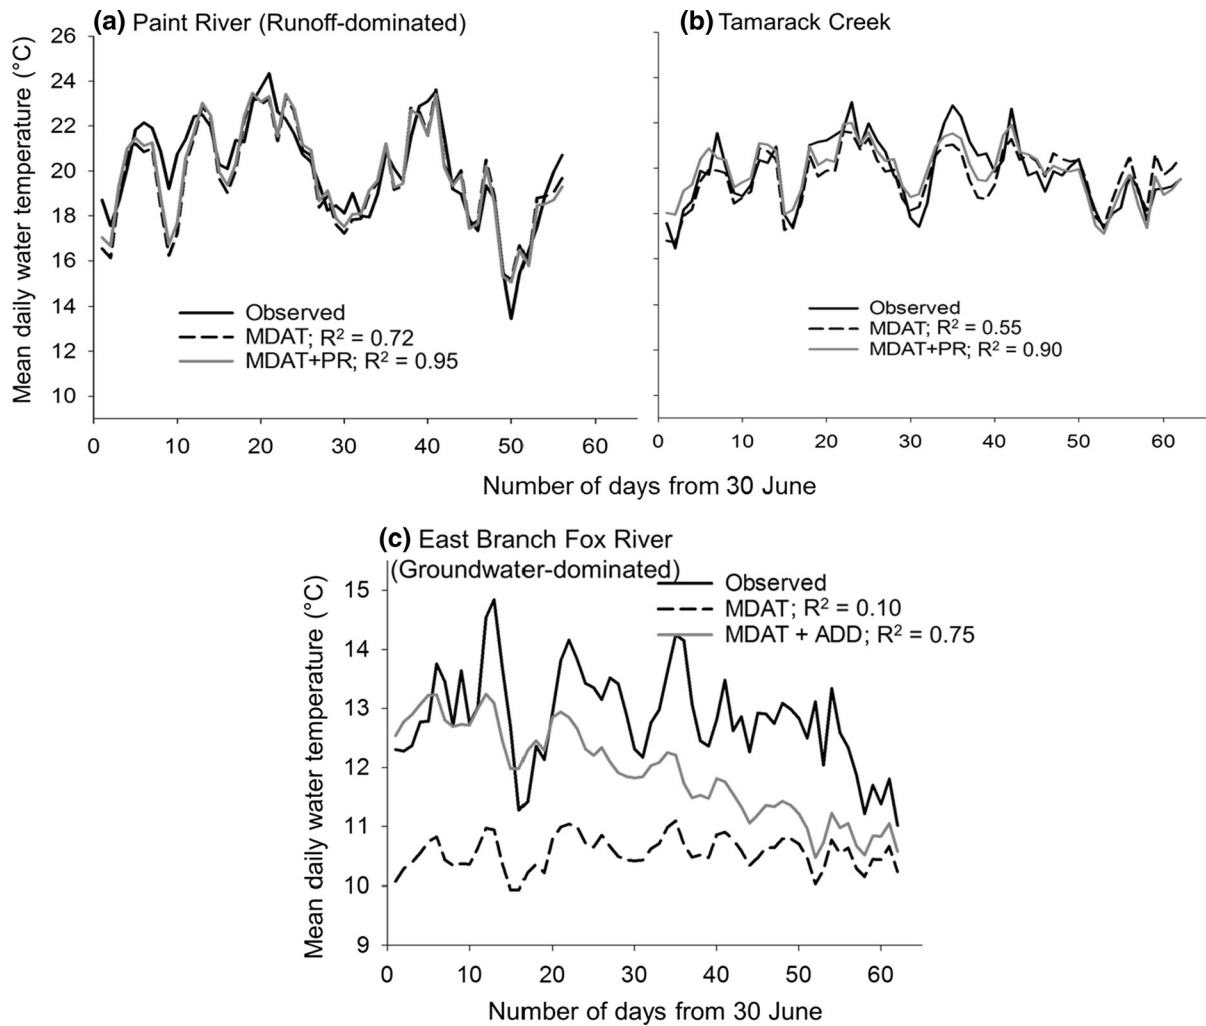 (a) Paint River (Runoff-dominated)
Mean daily water temperature (°C)
26
24
22
20
18
16
14
12
10
Observed
MDAT; R² = 0.72
MDAT+PR; R² = 0.95
0 10 20 30 40 50 60
(b) Tamarack Creek
Observed
MDAT; R² = 0.55
MDAT+PR; R² = 0.90
0 10 20 30 40 50 60
Number of days from 30 June
(c) East Branch Fox River
(Groundwater-dominated)
Mean daily water temperature (°C)
15
14
13
12
11
10
9
Observed
MDAT; R² = 0.10
MDAT + ADD; R² = 0.75
0 10 20 30 40 50 60
Number of days from 30 June